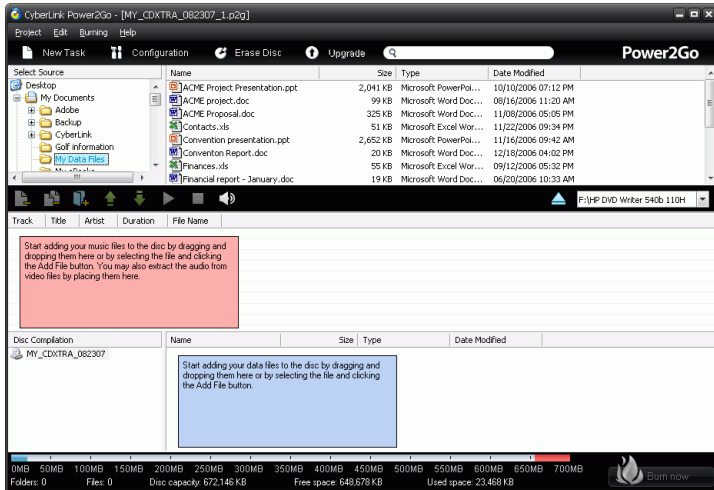 CyberLink Power2Go - [MY_CDXTRA_082307_1.p2g]
Project Edit Burning Help
New Task Configuration Erase Disc Upgrade Power2Go
Select Source Name Size Type Date Modified
Desktop
My Documents
Adobe
Backup
CyberLink
Golf information
My Data Files
ACME Project Presentation.ppt 2,041 KB Microsoft PowerPoi... 10/10/2006 07:12 PM
ACME project.doc 99 KB Microsoft Word Doc... 08/16/2006 11:20 AM
ACME Proposal.doc 325 KB Microsoft Word Doc... 11/08/2006 05:05 PM
Contacts.xls 51 KB Microsoft Excel Wor... 11/22/2006 09:34 PM
Convention presentation.ppt 2,652 KB Microsoft PowerPoi... 11/16/2006 09:42 AM
Conventon Report.doc 20 KB Microsoft Word Doc... 12/18/2006 04:02 PM
Finances.xls 55 KB Microsoft Excel Wor... 09/12/2006 05:32 PM
Financial report - January.doc 19 KB Microsoft Word Doc... 06/20/2006 10:33 AM
F:\HP DVD Writer 540b 110H
Track Title Artist Duration File Name
Start adding your music files to the disc by dragging and
dropping them here or by selecting the file and clicking
the Add File button. You may also extract the audio from
video files by placing them here.
Disc Compilation Name Size Type Date Modified
MY_CDXTRA_082307
Start adding your data files to the disc by dragging and
dropping them here or by selecting the file and clicking
the Add File button.
0MB 50MB 100MB 150MB 200MB 250MB 300MB 350MB 400MB 450MB 500MB 550MB 600MB 650MB 700MB
Folders: 0 Files: 0 Disc capacity: 672,146 KB Free space: 648,678 KB Used space: 23,468 KB
Burn now